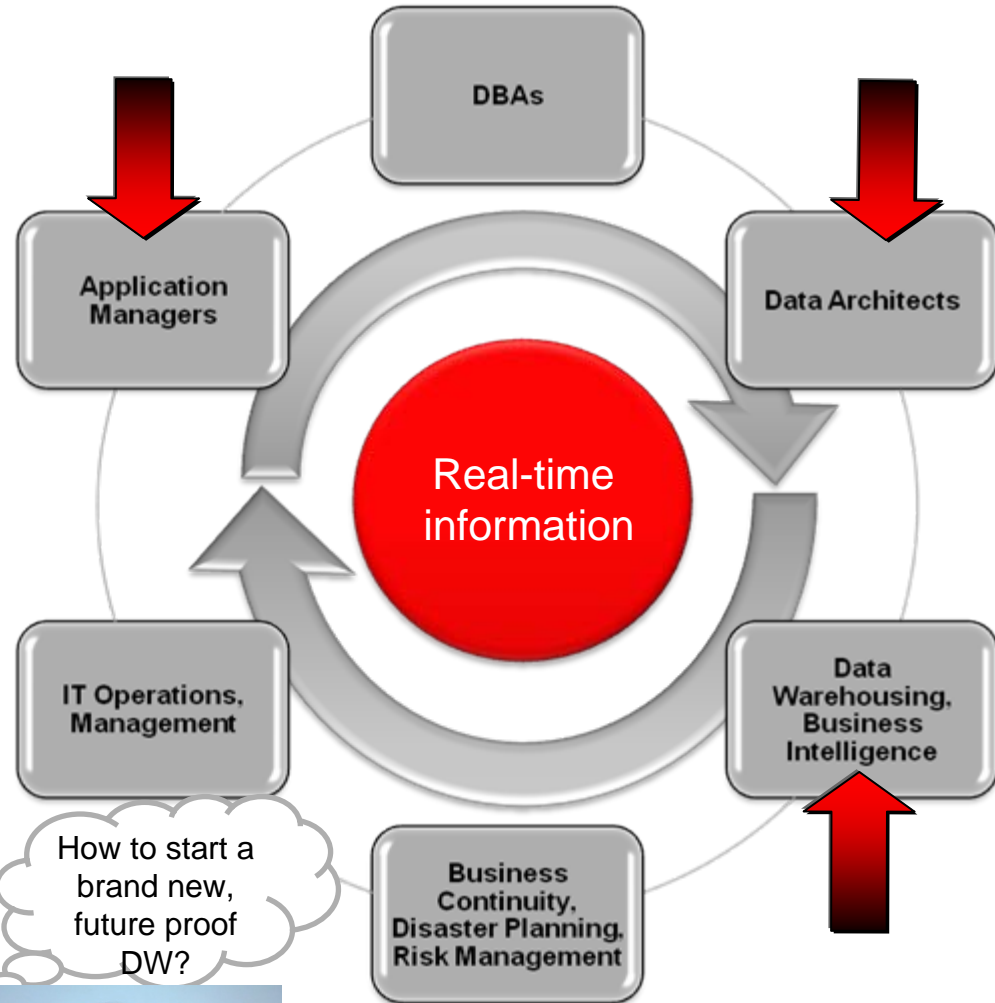 DBAs
Application
Managers
Data Architects
Real-time
information
IT Operations,
Management
Data
Warehousing,
Business
Intelligence
How to start a
brand new,
future proof
DW?
Business
Continuity,
Disaster Planning,
Risk Management